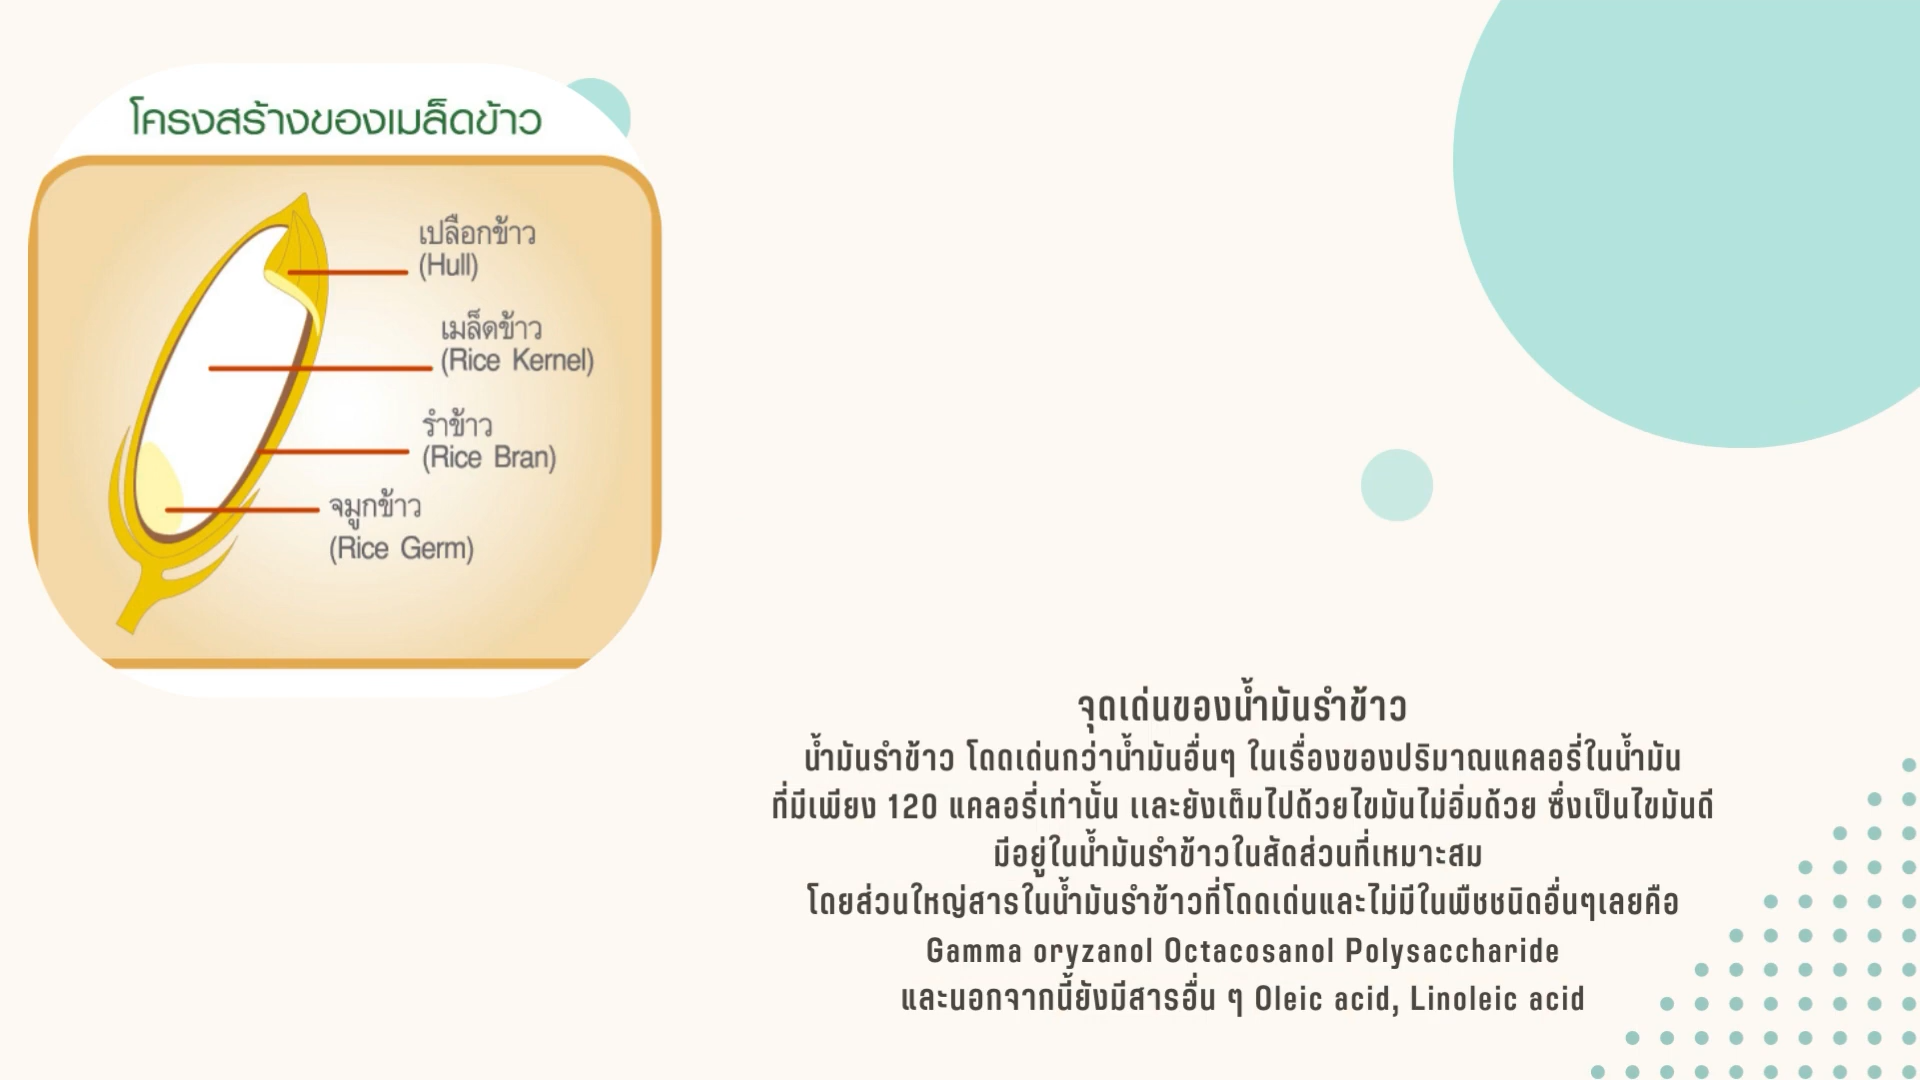 โครงสร้างของเมล็ดข้าว
เปลือกข้าว
(Hull)
เมล็ดข้าว
(Rice Kernel)
รำข้าว
(Rice Bran)
จมูกข้าว
(Rice Germ)
จุดเด่นของน้ำมันรำข้าว
น้ำมันรำข้าว โดดเด่นกว่าน้ำมันอื่นๆ ในเรื่องของปริมาณแคลอรี่ในน้ำมัน
ที่มีเพียง 120 แคลอรี่เท่านั้น และยังเต็มไปด้วยไขมันไม่อิ่มด้วย ซึ่งเป็นไขมันดี
มีอยู่ในน้ำมันรำข้าวในสัดส่วนที่เหมาะสม
โดยส่วนใหญ่สารในน้ำมันรำข้าวที่โดดเด่นและไม่มีในพืชชนิดอื่นๆเลยคือ
Gamma oryzanol Octacosanol Polysaccharide
และนอกจากนี้ยังมีสารอื่น ๆ Oleic acid, Linoleic acid